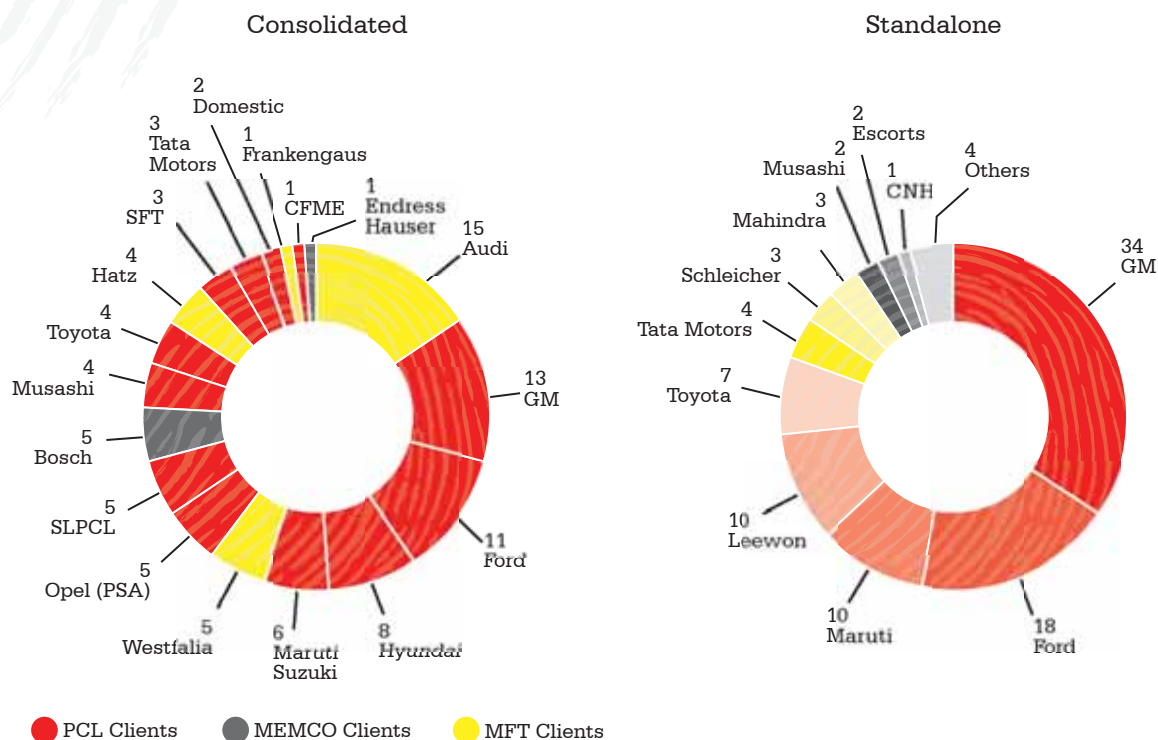 Consolidated
Standalone
2
Domestic
3
Tata
Motors
1
Frankengaus
3
SFT
1
CFME
1
Endress
Hauser
15
Audi
4
Hatz
4
Toyota
4
Musashi
13
GM
5
Bosch
5
SLPCL
5
Opel (PSA)
5
Westfalia
6
Maruti
Suzuki
8
Hyundai
11
Ford
2
Escorts
2
Musashi
1
CNH
4
Others
3
Mahindra
3
Schleicher
4
Tata Motors
7
Toyota
10
Leewon
10
Maruti
18
Ford
34
GM
PCL Clients
MEMCO Clients
MFT Clients